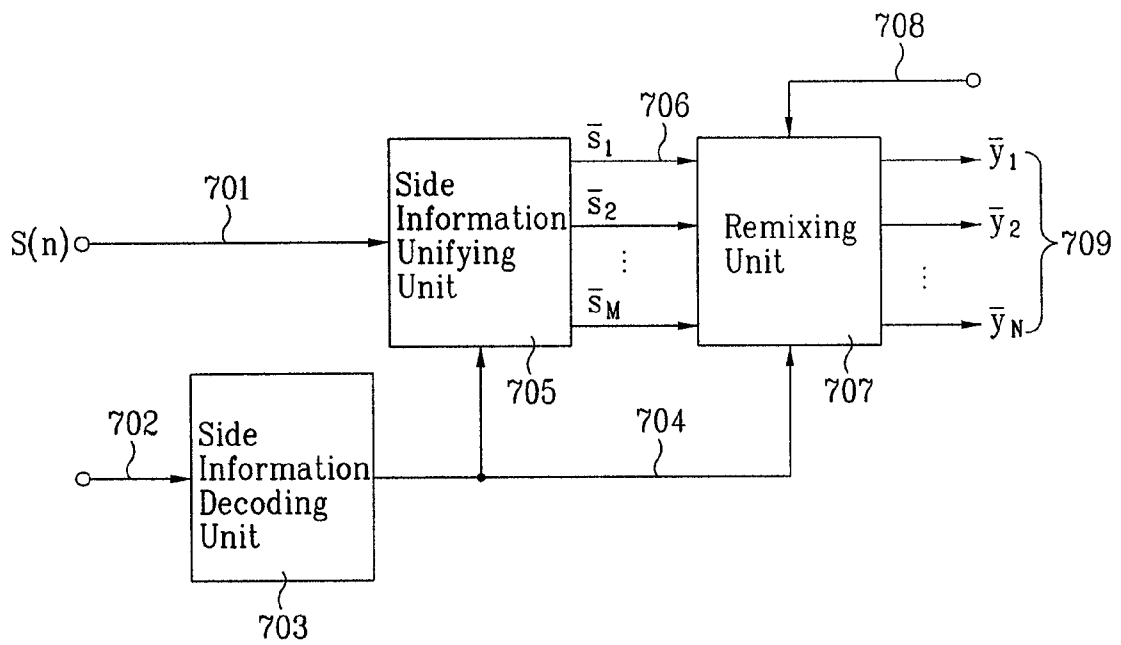 708
706
s̄1
ȳ1
701
Side
Information
Unifying
Unit
s̄2
Remixing
Unit
ȳ2
709
S(n)
⋮
⋮
s̄M
ȳN
705
707
702
704
Side
Information
Decoding
Unit
703